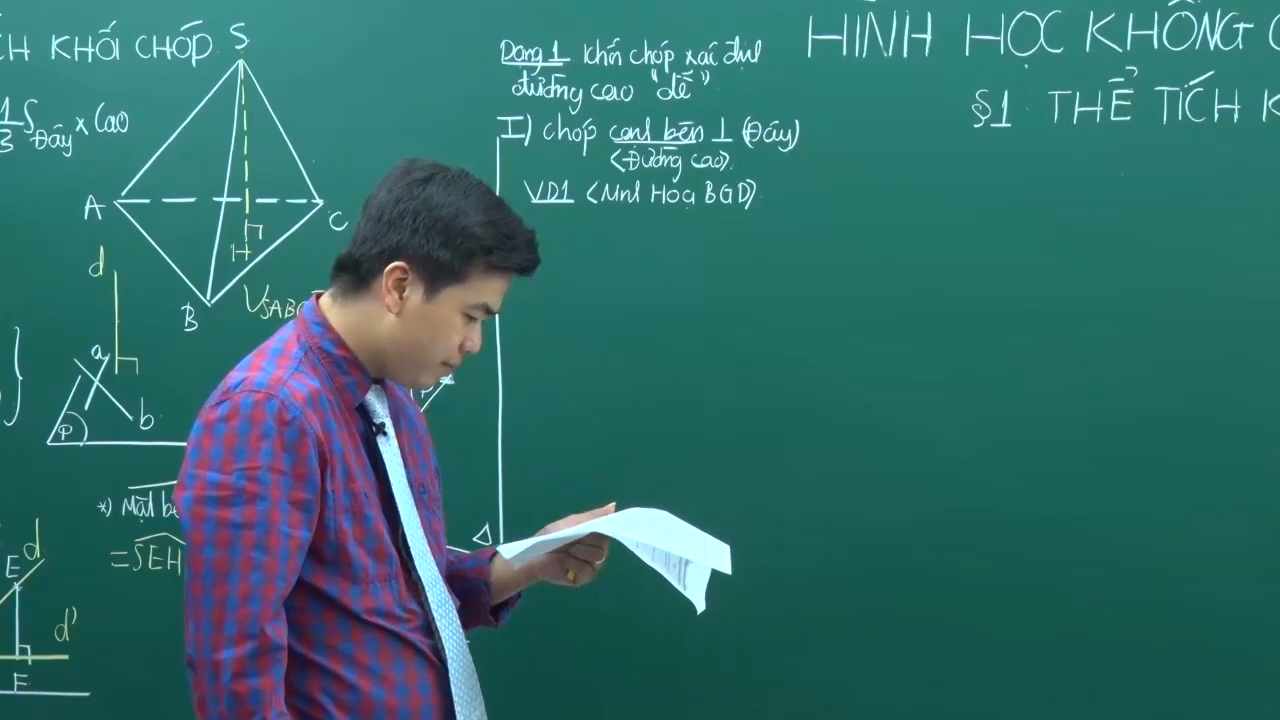 ÍCH KHỐI CHÓP
1/3 S Đáy x Cao
S
A
C
H
B
V SABC
d
a
b
P
*) Mặt bê
= SEH
E d
d'
F
Δ
Dạng 1 khối chóp xác định
đường cao "dễ"
I) chóp cạnh bên ⊥ (Đáy)
<Đường cao>
VD1 <Minh Họa BGD>
HÌNH HỌC KHÔNG G
§1 THỂ TÍCH K